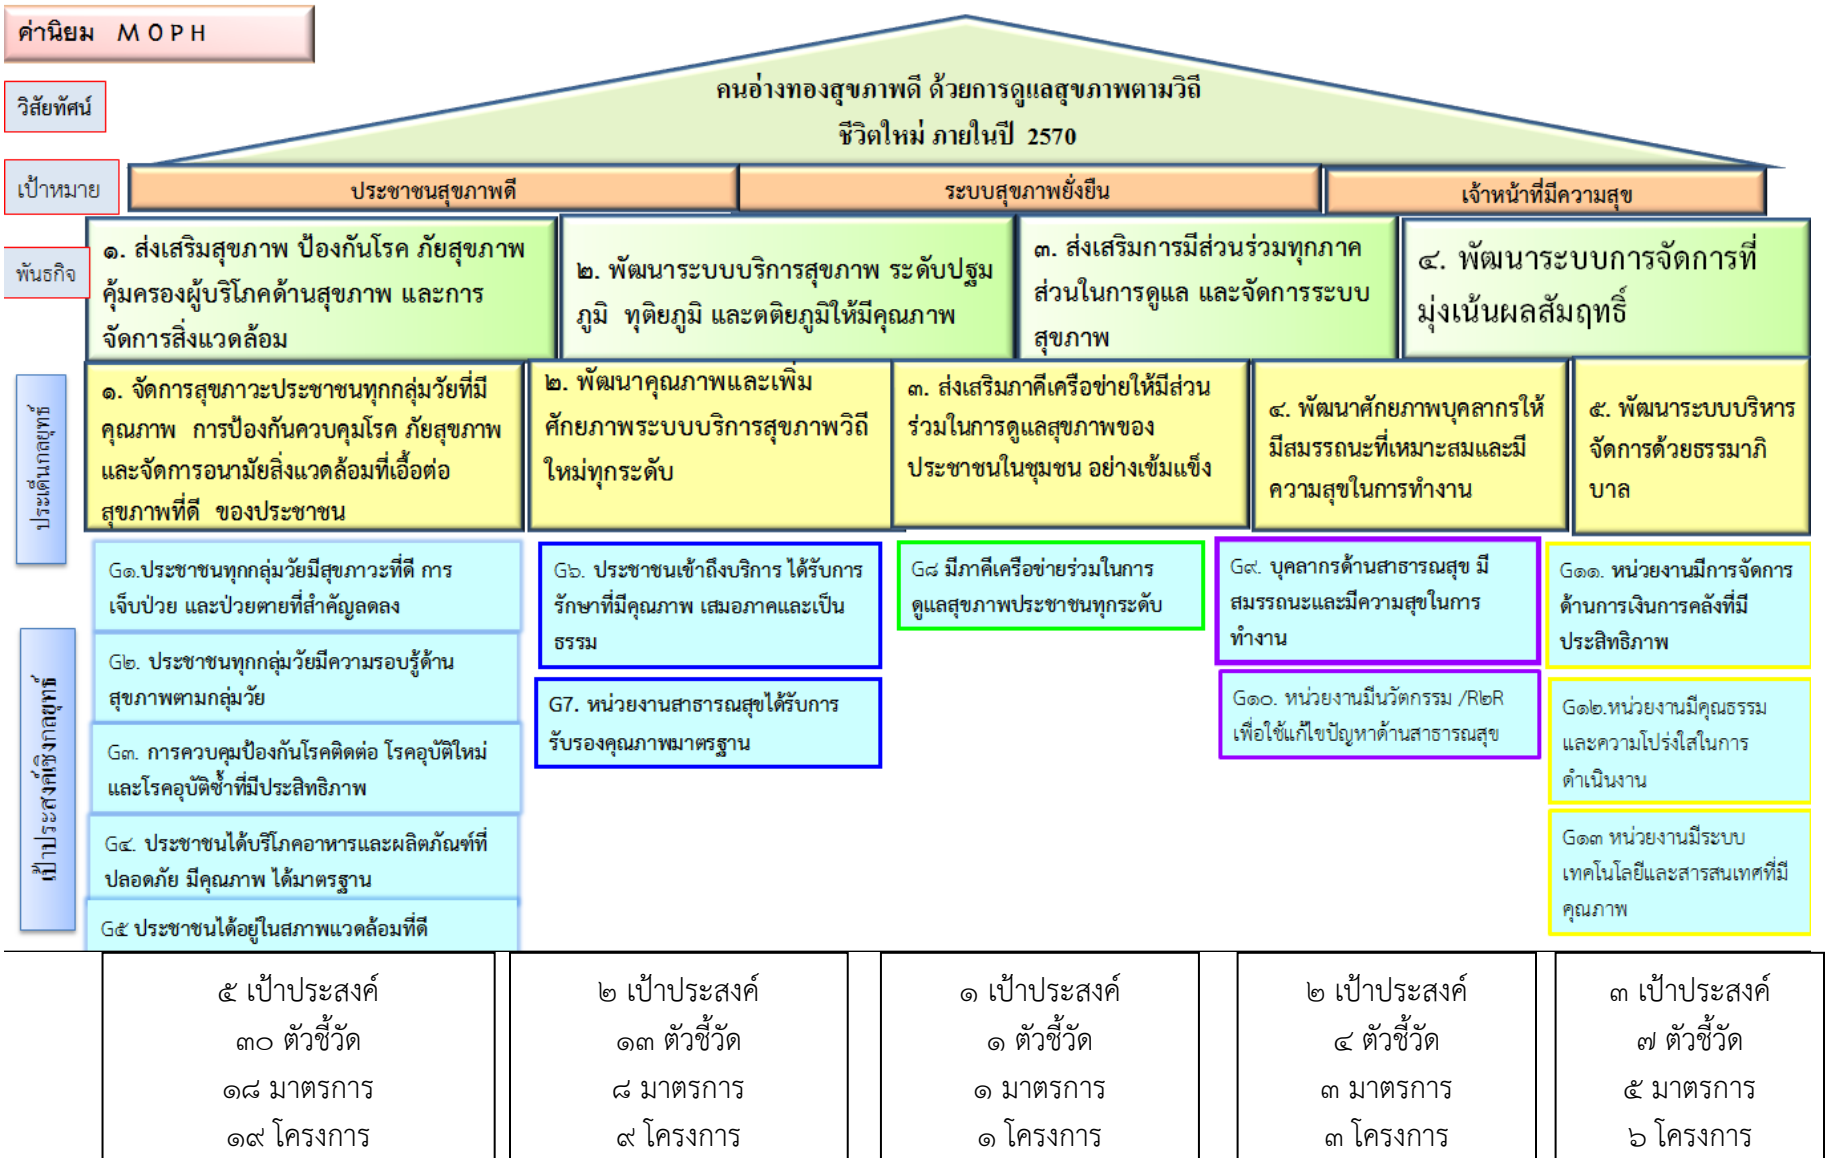 ค่านิยม MOPH
วิสัยทัศน์
คนอ่างทองสุขภาพดี ด้วยการดูแลสุขภาพตามวิถี
ชีวิตใหม่ ภายในปี 2570
เป้าหมาย
ประชาชนสุขภาพดี
ระบบสุขภาพยั่งยืน
เจ้าหน้าที่มีความสุข
พันธกิจ
๑. ส่งเสริมสุขภาพ ป้องกันโรค ภัยสุขภาพ
คุ้มครองผู้บริโภคด้านสุขภาพ และการ
จัดการสิ่งแวดล้อม
๒. พัฒนาระบบบริการสุขภาพ ระดับปฐม
ภูมิ ทุติยภูมิ และตติยภูมิให้มีคุณภาพ
๓. ส่งเสริมการมีส่วนร่วมทุกภาค
ส่วนในการดูแล และจัดการระบบ
สุขภาพ
๔. พัฒนาระบบการจัดการที่
มุ่งเน้นผลสัมฤทธิ์
ประเด็นกลยุทธ์
๑. จัดการสุขภาวะประชาชนทุกกลุ่มวัยที่มี
คุณภาพ การป้องกันควบคุมโรค ภัยสุขภาพ
และจัดการอนามัยสิ่งแวดล้อมที่เอื้อต่อ
สุขภาพที่ดี ของประชาชน
๒. พัฒนาคุณภาพและเพิ่ม
ศักยภาพระบบบริการสุขภาพวิถี
ใหม่ทุกระดับ
๓. ส่งเสริมภาคีเครือข่ายให้มีส่วน
ร่วมในการดูแลสุขภาพของ
ประชาชนในชุมชน อย่างเข้มแข็ง
๔. พัฒนาศักยภาพบุคลากรให้
มีสมรรถนะที่เหมาะสมและมี
ความสุขในการทำงาน
๕. พัฒนาระบบบริหาร
จัดการด้วยธรรมาภิ
บาล
เป้าประสงค์เชิงกลยุทธ์
G๑.ประชาชนทุกกลุ่มวัยมีสุขภาวะที่ดี การ
เจ็บป่วย และป่วยตายที่สำคัญลดลง
G๒. ประชาชนทุกกลุ่มวัยมีความรอบรู้ด้าน
สุขภาพตามกลุ่มวัย
G๓. การควบคุมป้องกันโรคติดต่อ โรคอุบัติใหม่
และโรคอุบัติซ้ำที่มีประสิทธิภาพ
G๔. ประชาชนได้บริโภคอาหารและผลิตภัณฑ์ที่
ปลอดภัย มีคุณภาพ ได้มาตรฐาน
G๕ ประชาชนได้อยู่ในสภาพแวดล้อมที่ดี
G๖. ประชาชนเข้าถึงบริการ ได้รับการ
รักษาที่มีคุณภาพ เสมอภาคและเป็น
ธรรม
G7. หน่วยงานสาธารณสุขได้รับการ
รับรองคุณภาพมาตรฐาน
G๘ มีภาคีเครือข่ายร่วมในการ
ดูแลสุขภาพประชาชนทุกระดับ
G๙. บุคลากรด้านสาธารณสุข มี
สมรรถนะและมีความสุขในการ
ทำงาน
G๑๐. หน่วยงานมีนวัตกรรม /R๒R
เพื่อใช้แก้ไขปัญหาด้านสาธารณสุข
G๑๑. หน่วยงานมีการจัดการ
ด้านการเงินการคลังที่มี
ประสิทธิภาพ
G๑๒.หน่วยงานมีคุณธรรม
และความโปร่งใสในการ
ดำเนินงาน
G๑๓ หน่วยงานมีระบบ
เทคโนโลยีและสารสนเทศที่มี
คุณภาพ
๕ เป้าประสงค์
๓๐ ตัวชี้วัด
๑๘ มาตรการ
๑๙ โครงการ
๒ เป้าประสงค์
๑๓ ตัวชี้วัด
๘ มาตรการ
๙ โครงการ
๑ เป้าประสงค์
๑ ตัวชี้วัด
๑ มาตรการ
๑ โครงการ
๒ เป้าประสงค์
๔ ตัวชี้วัด
๓ มาตรการ
๓ โครงการ
๓ เป้าประสงค์
๗ ตัวชี้วัด
๕ มาตรการ
๖ โครงการ